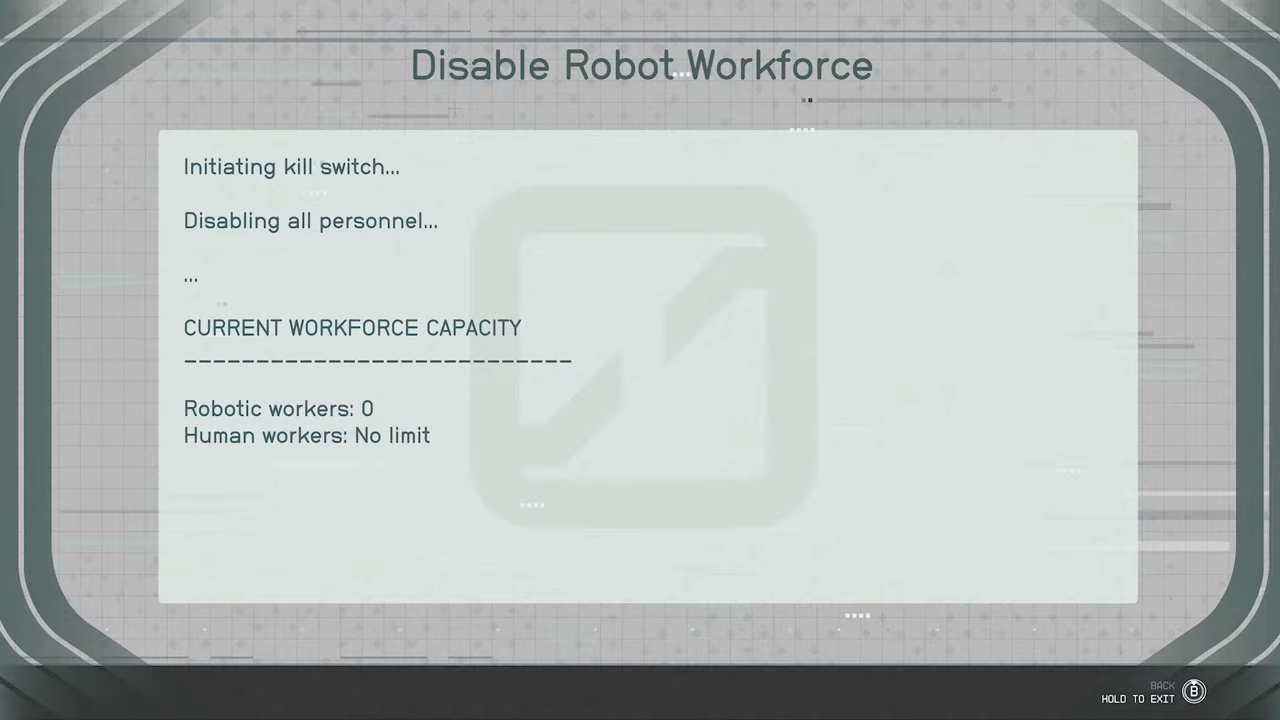 Disable Robot Workforce
Initiating kill switch...
Disabling all personnel...
...
CURRENT WORKFORCE CAPACITY
---------------------------
Robotic workers: 0
Human workers: No limit
BACK
HOLD TO EXIT
B